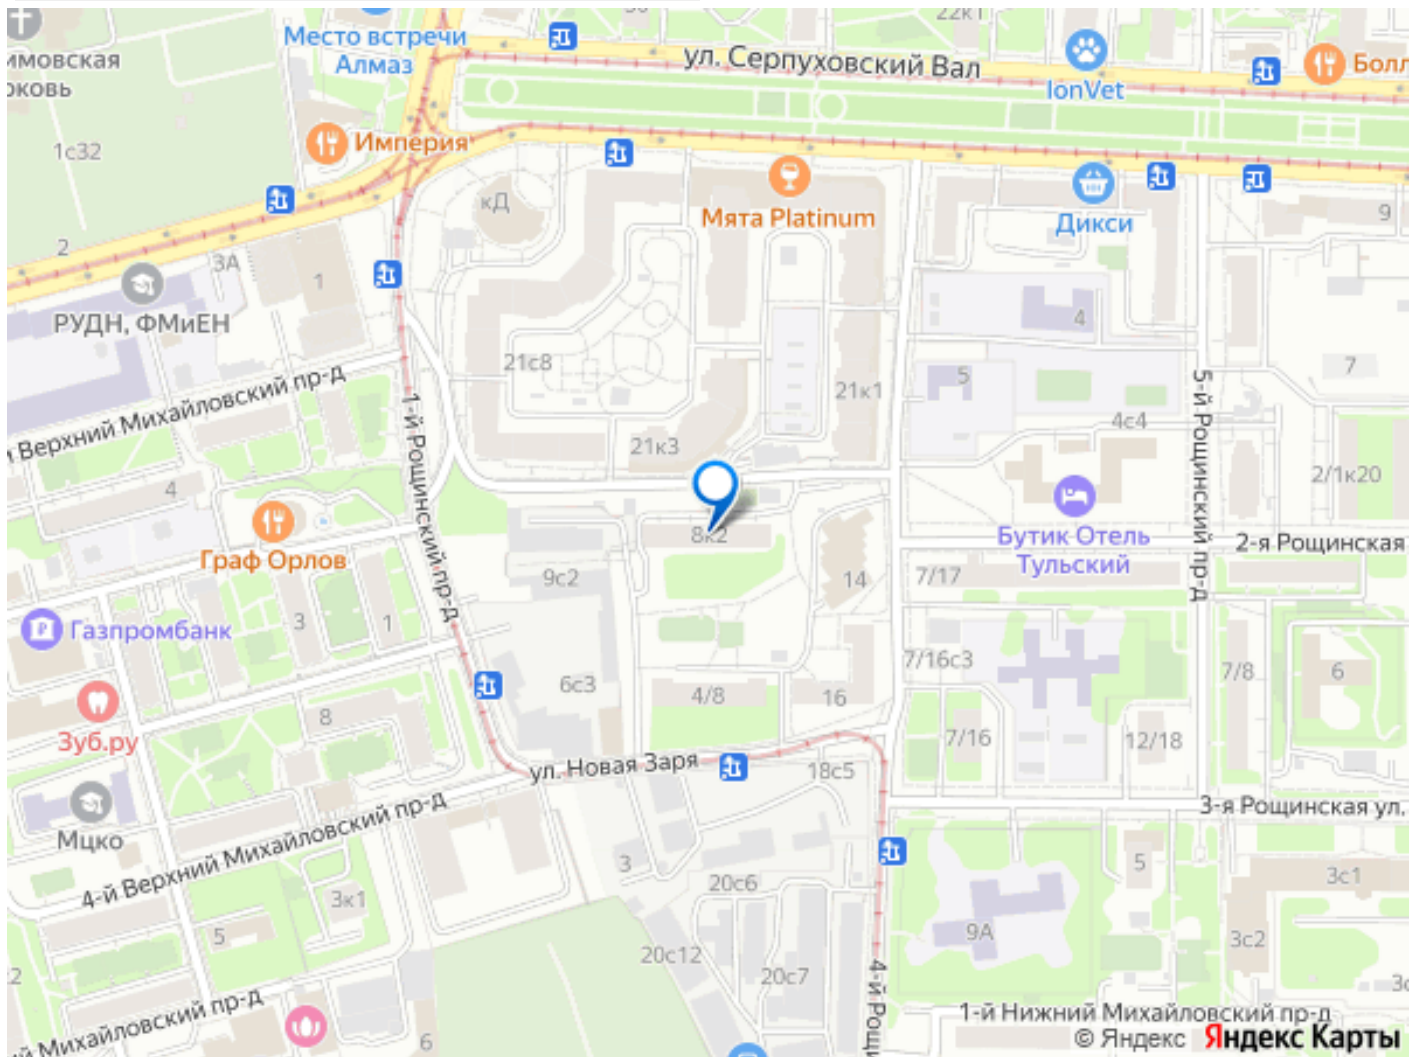 22к1
Место встречи
Алмаз
ул. Серпуховский Вал
имовская
рковь
IonVet
Болл
1с32
Империя
кД
Мята Platinum
Дикси
9
2
3А
1
РУДН, ФМиЕН
4
21с8
5
21к1
7
й Верхний Михайловский пр-д
1-й Рощинский пр-д
5-й Рощинский пр-д
4с4
21к3
2/1к20
4
Граф Орлов
8к2
Бутик Отель
Тульский
2-я Рощинская
9с2
14
7/17
Газпромбанк
3
1
7/16с3
7/8
6
6с3
4/8
16
Зуб.ру
8
7/16
12/18
ул. Новая Заря
18с5
3-я Рощинская ул.
Мцко
4-й Верхний Михайловский пр-д
3
5
20с6
3с1
3к1
5
9А
3с2
20с12
20с7
4-й Рощи
22
3с
й Михайловский пр-д
6
1-й Нижний Михайловский пр-д
© Яндекс Яндекс Карты